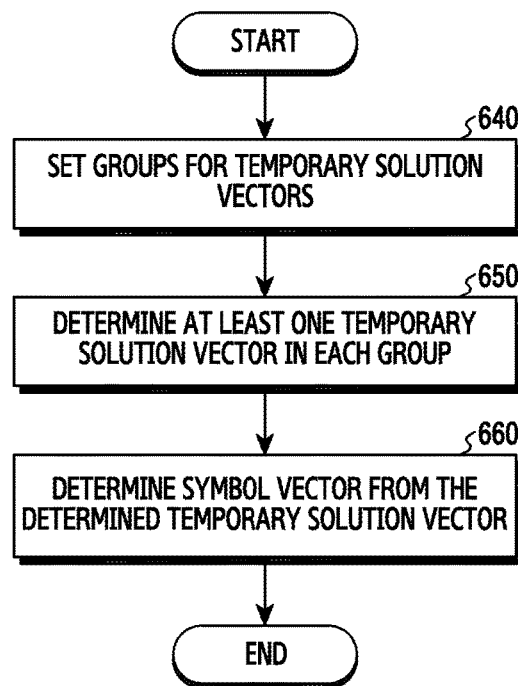 START
640
SET GROUPS FOR TEMPORARY SOLUTION
VECTORS
650
DETERMINE AT LEAST ONE TEMPORARY
SOLUTION VECTOR IN EACH GROUP
660
DETERMINE SYMBOL VECTOR FROM THE
DETERMINED TEMPORARY SOLUTION VECTOR
END